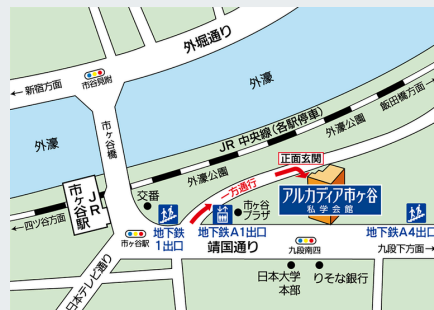 外堀通り
←新宿方面
市谷見附
外濠
外濠
外濠
市ヶ谷橋
飯田橋方面→
JR 中央線(各駅停車)
外濠公園
外濠公園
正面玄関
一方通行
JR
市ヶ谷駅
交番
市ヶ谷
プラザ
アルカディア市ヶ谷
私学会館
←四ツ谷方面
地下鉄
1出口
市ヶ谷駅
地下鉄A1出口
靖国通り
九段南四
地下鉄A4出口
九段下方面→
日本テレビ通り
日本大学
本部
りそな銀行